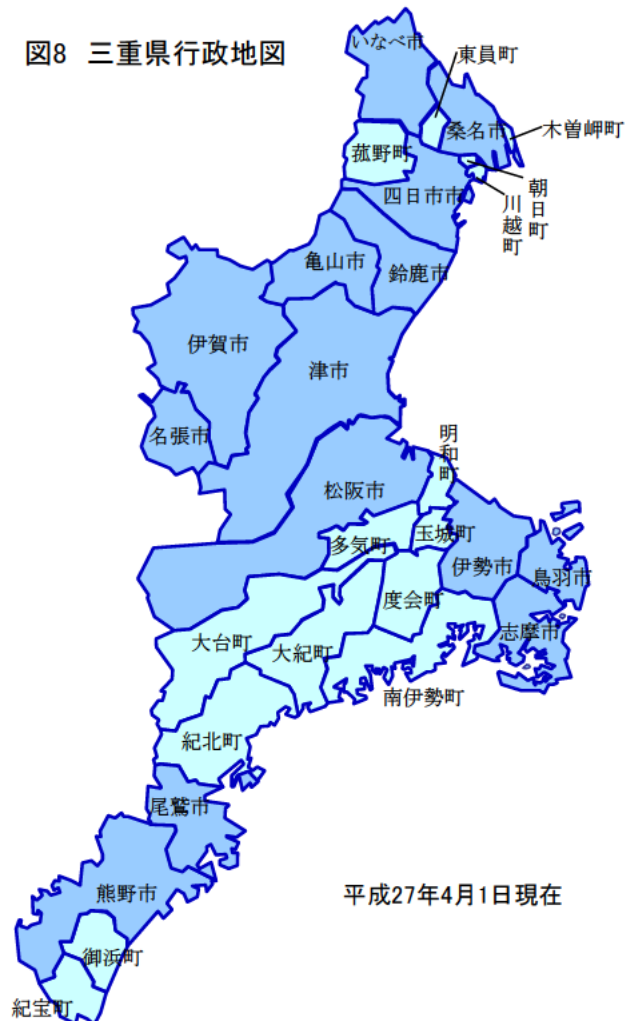 図8 三重県行政地図
いなべ市
東員町
桑名市
木曽岬町
菰野町
朝日町
川越町
四日市市
亀山市
鈴鹿市
伊賀市
津市
名張市
明和町
松阪市
多気町
玉城町
伊勢市
鳥羽市
度会町
志摩市
大台町
大紀町
南伊勢町
紀北町
尾鷲市
熊野市
平成27年4月1日現在
御浜町
紀宝町